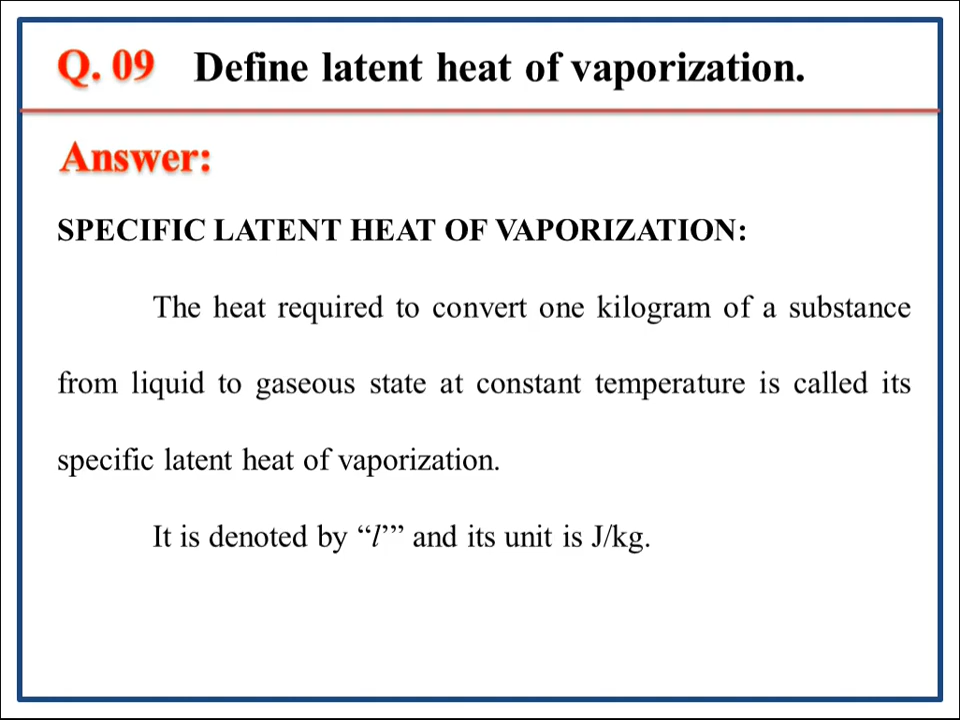 Q. 09 Define latent heat of vaporization.
Answer:
SPECIFIC LATENT HEAT OF VAPORIZATION:
The heat required to convert one kilogram of a substance
from liquid to gaseous state at constant temperature is called its
specific latent heat of vaporization.
It is denoted by “l’” and its unit is J/kg.